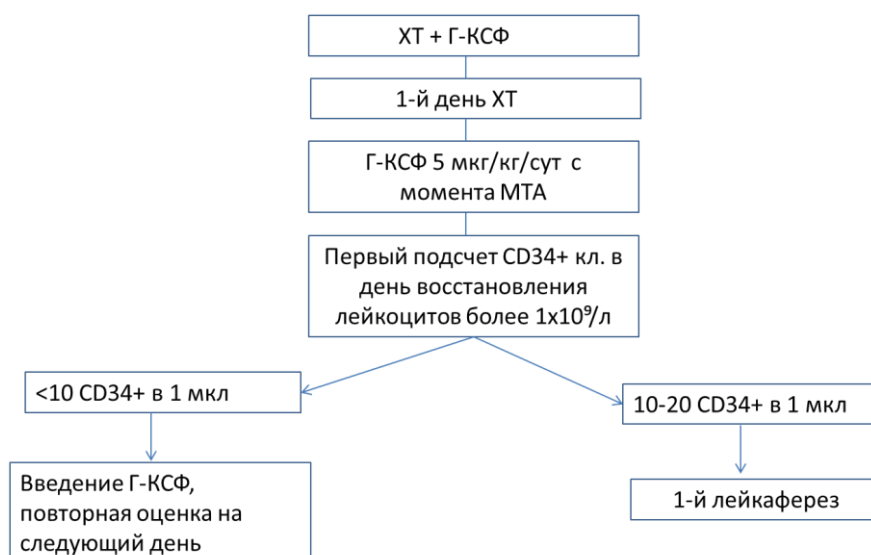 ХТ + Г-КСФ
1-й день ХТ
Г-КСФ 5 мкг/кг/сут с
момента МТА
Первый подсчет CD34+ кл. в
день восстановления
лейкоцитов более 1х10⁹/л
<10 CD34+ в 1 мкл
10-20 CD34+ в 1 мкл
Введение Г-КСФ,
повторная оценка на
следующий день
1-й лейкаферез